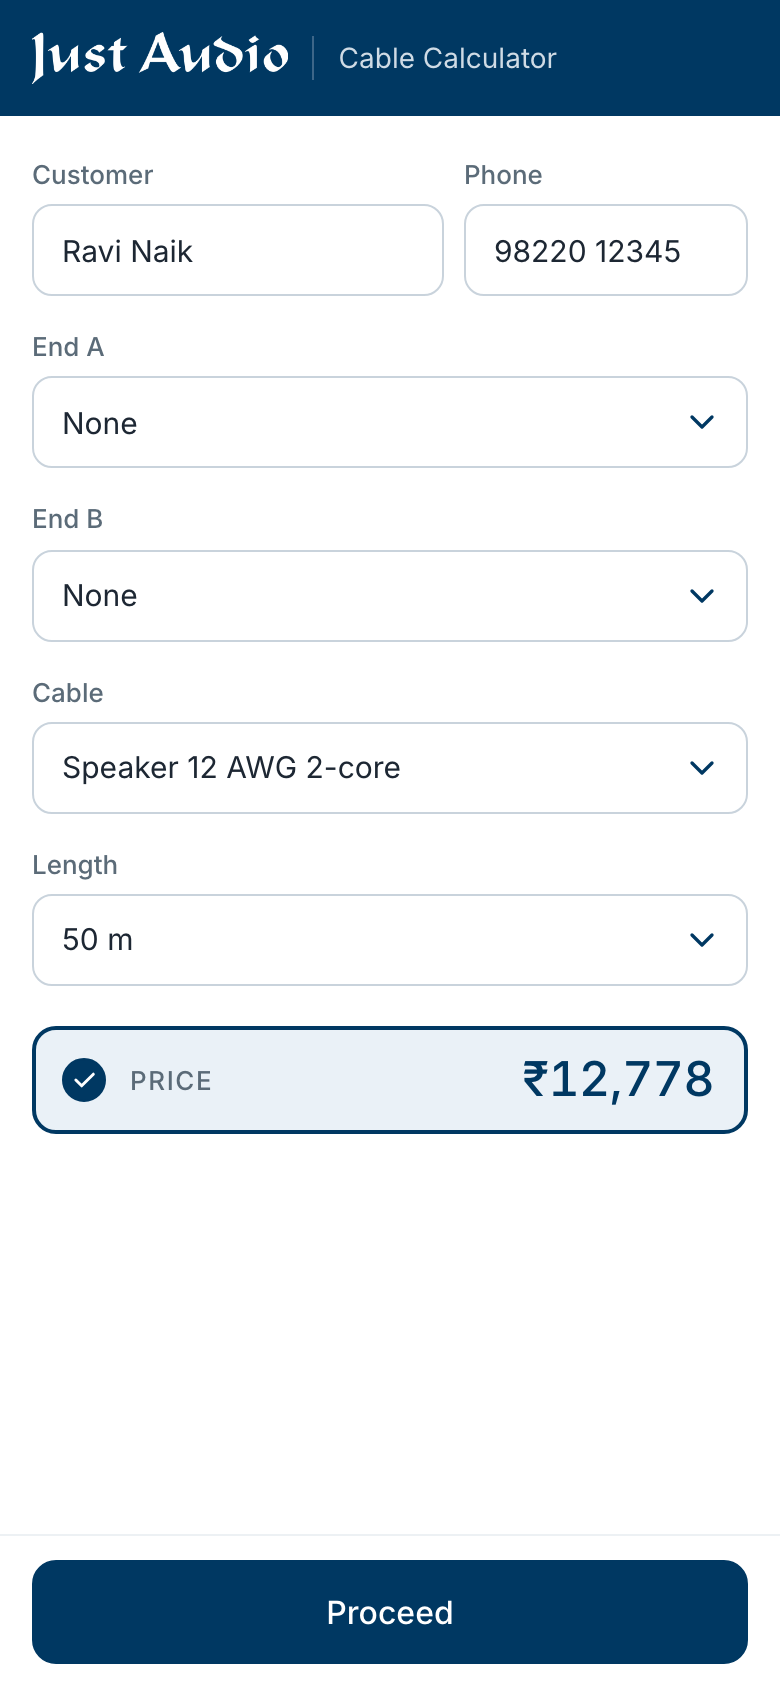 Just Audio
Cable Calculator
Customer
Phone
Ravi Naik
98220 12345
End A
None
End B
None
Cable
Speaker 12 AWG 2-core
Length
50 m
PRICE
₹12,778
Proceed